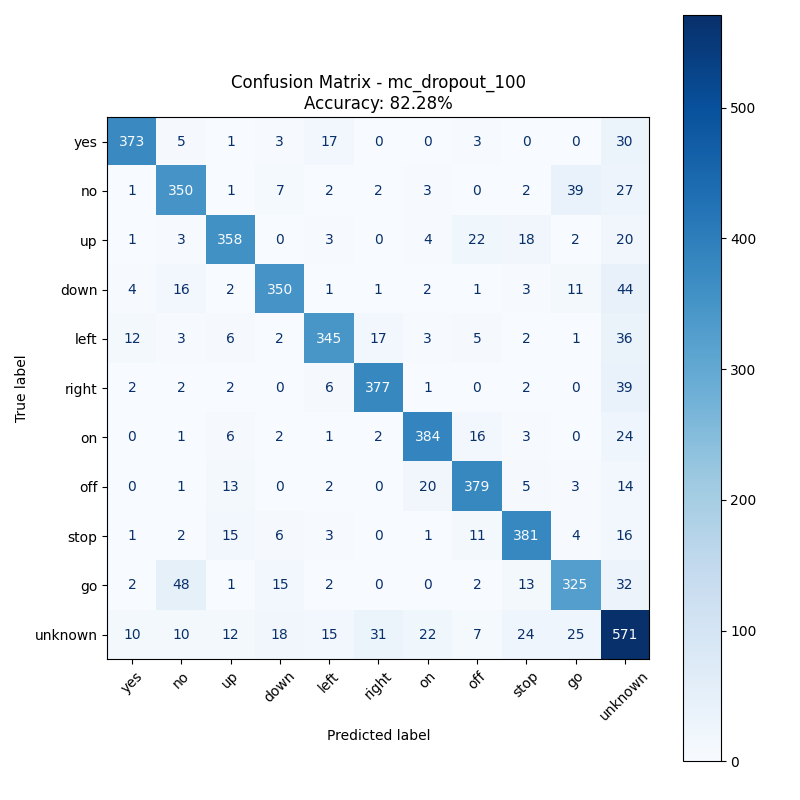 Confusion Matrix - mc_dropout_100
Accuracy: 82.28%
yes 373 5 1 3 17 0 0 3 0 0 30
no 1 350 1 7 2 2 3 0 2 39 27
up 1 3 358 0 3 0 4 22 18 2 20
down 4 16 2 350 1 1 2 1 3 11 44
left 12 3 6 2 345 17 3 5 2 1 36
right 2 2 2 0 6 377 1 0 2 0 39
on 0 1 6 2 1 2 384 16 3 0 24
off 0 1 13 0 2 0 20 379 5 3 14
stop 1 2 15 6 3 0 1 11 381 4 16
go 2 48 1 15 2 0 0 2 13 325 32
unknown 10 10 12 18 15 31 22 7 24 25 571
yes no up down left right on off stop go unknown
Predicted label
True label
500
400
300
200
100
0